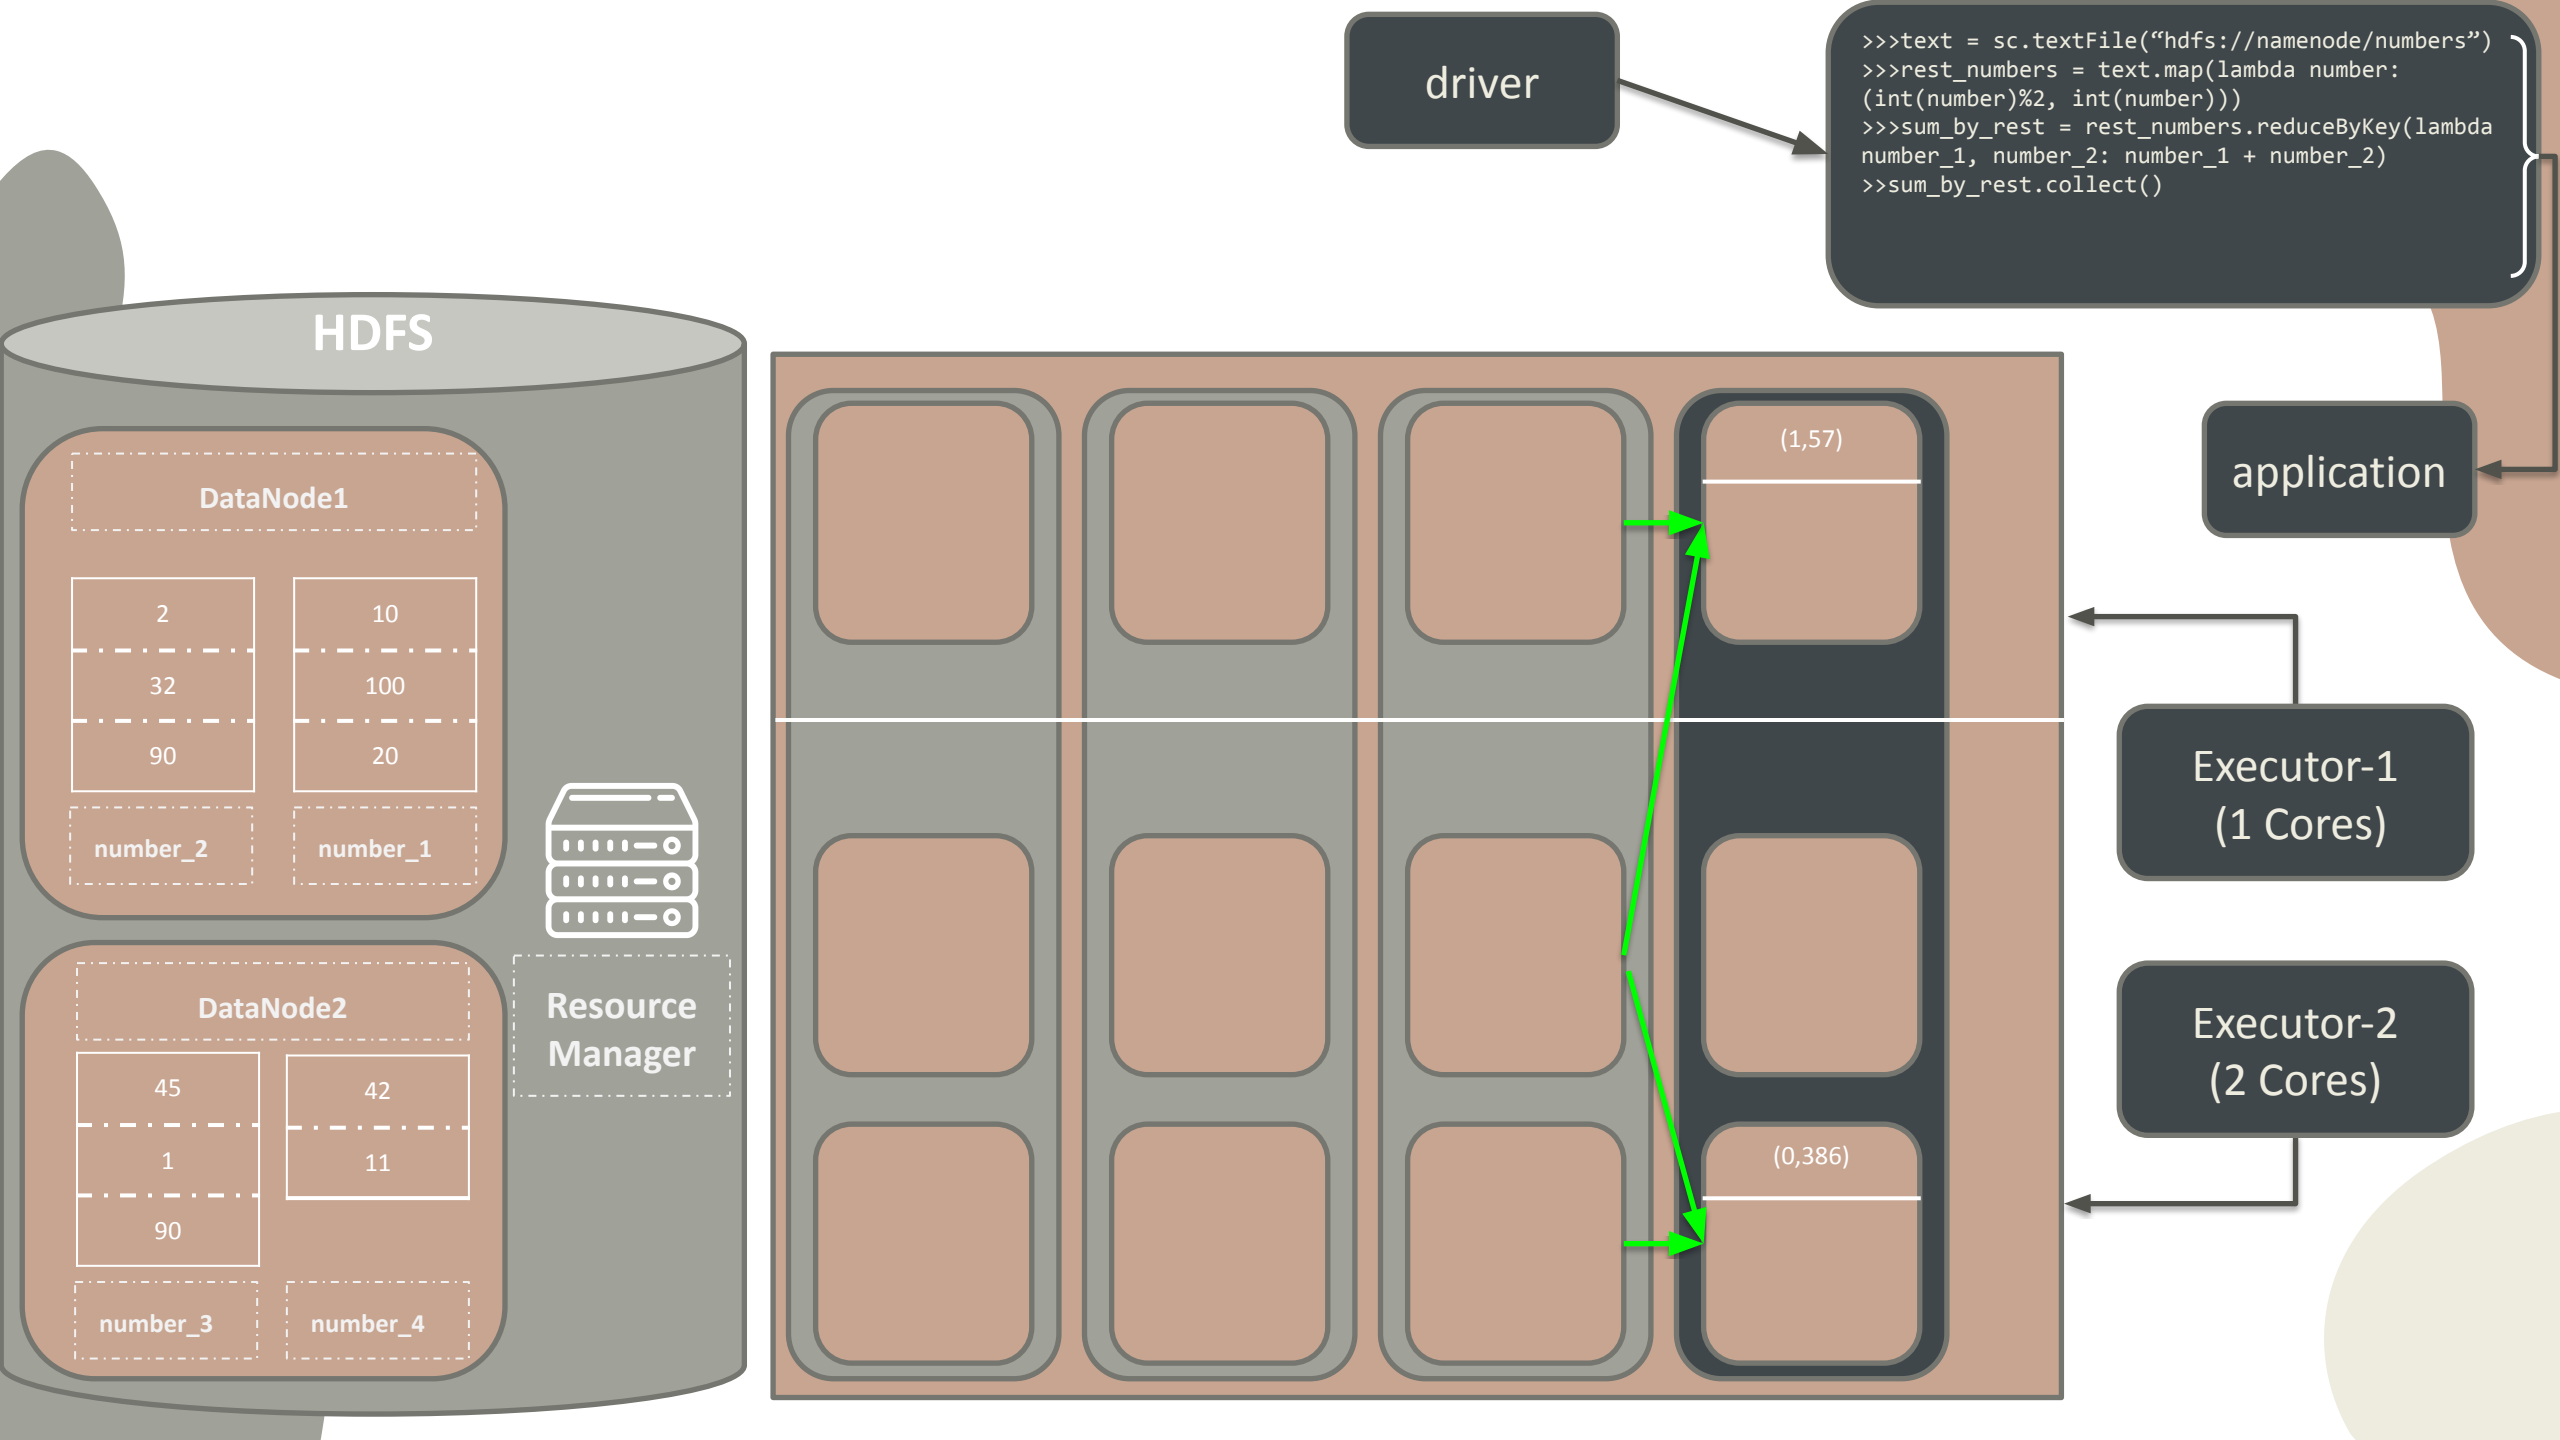 driver
>>>text = sc.textFile(“hdfs://namenode/numbers”)
>>>rest_numbers = text.map(lambda number:
(int(number)%2, int(number)))
>>>sum_by_rest = rest_numbers.reduceByKey(lambda
number_1, number_2: number_1 + number_2)
>>sum_by_rest.collect()
application
HDFS
DataNode1
2
32
90
number_2
10
100
20
number_1
DataNode2
45
1
90
number_3
42
11
number_4
Resource
Manager
(1,57)
(0,386)
Executor-1
(1 Cores)
Executor-2
(2 Cores)